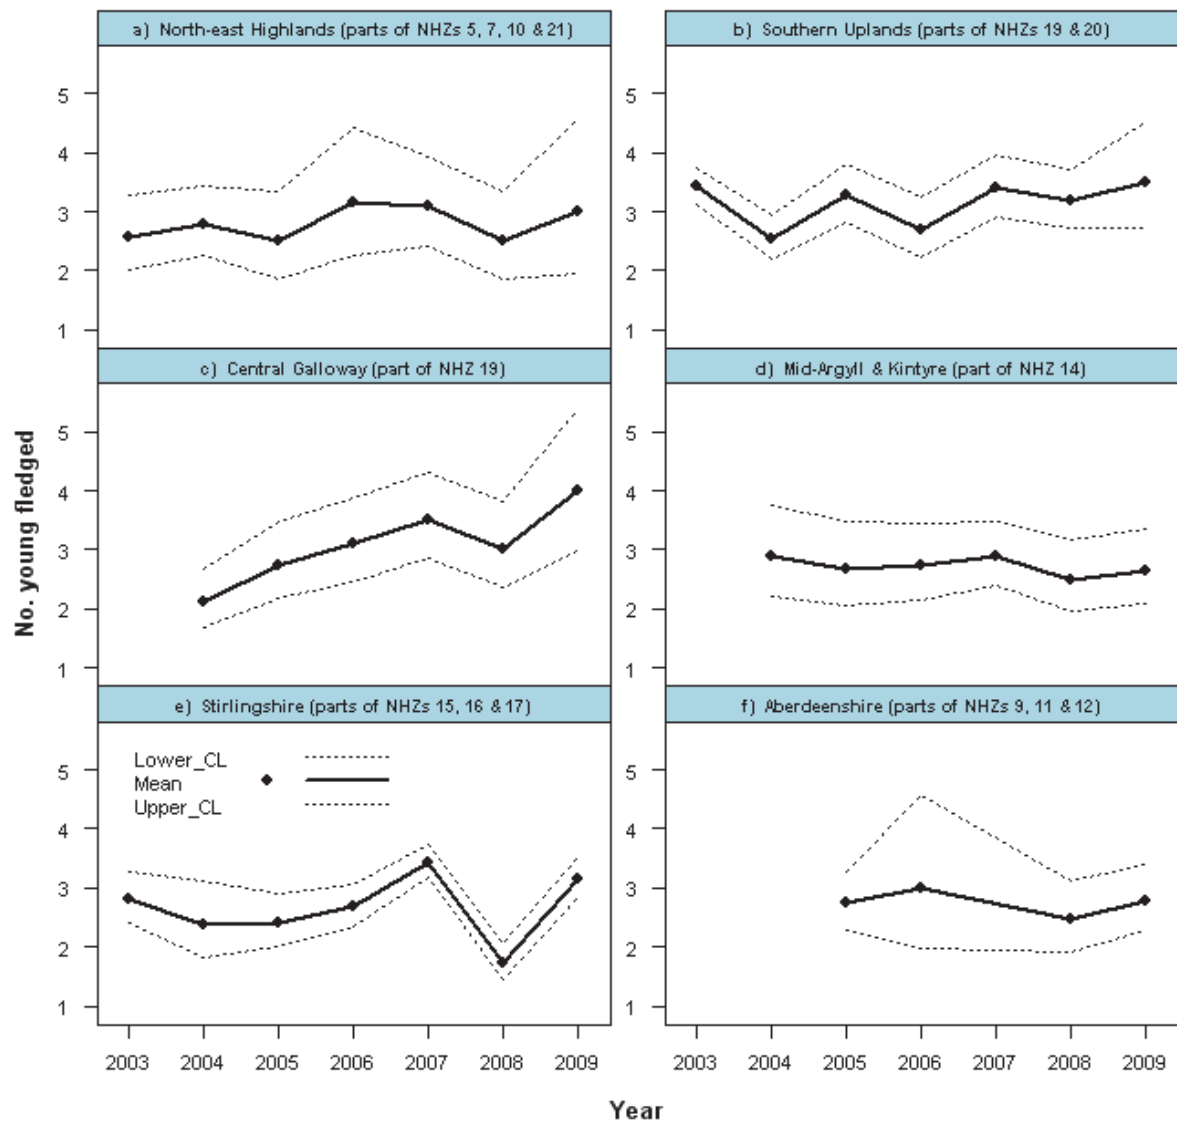 a) North-east Highlands (parts of NHZs 5, 7, 10 & 21)
b) Southern Uplands (parts of NHZs 19 & 20)
5
4
3
2
1
5
4
3
2
1
c) Central Galloway (part of NHZ 19)
d) Mid-Argyll & Kintyre (part of NHZ 14)
5
4
3
2
1
5
4
3
2
1
No. young fledged
e) Stirlingshire (parts of NHZs 15, 16 & 17)
f) Aberdeenshire (parts of NHZs 9, 11 & 12)
Lower_CL
Mean
Upper_CL
5
4
3
2
1
5
4
3
2
1
2003 2004 2005 2006 2007 2008 2009
2003 2004 2005 2006 2007 2008 2009
Year